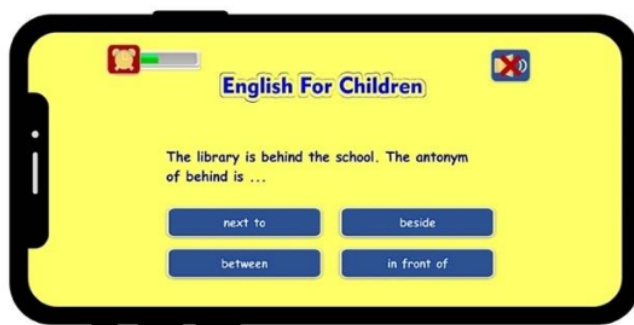 English For Children
The library is behind the school. The antonym
of behind is ...
next to
beside
between
in front of